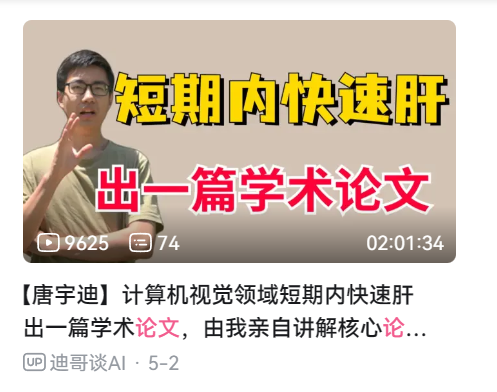 短期内快速肝
出一篇学术论文
9625 74 02:01:34
【唐宇迪】计算机视觉领域短期内快速肝
出一篇学术论文，由我亲自讲解核心论...
UP 迪哥谈AI · 5-2